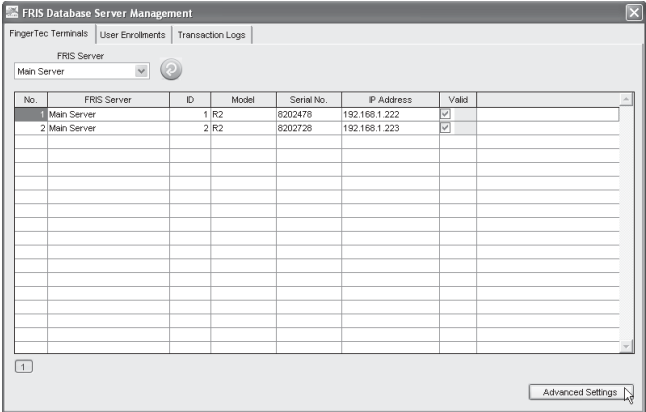 FRIS Database Server Management
FingerTec Terminals User Enrollments Transaction Logs
FRIS Server
Main Server
No. FRIS Server ID Model Serial No. IP Address Valid
1 Main Server 1 R2 8202478 192.168.1.222
2 Main Server 2 R2 8202728 192.168.1.223
1
Advanced Settings